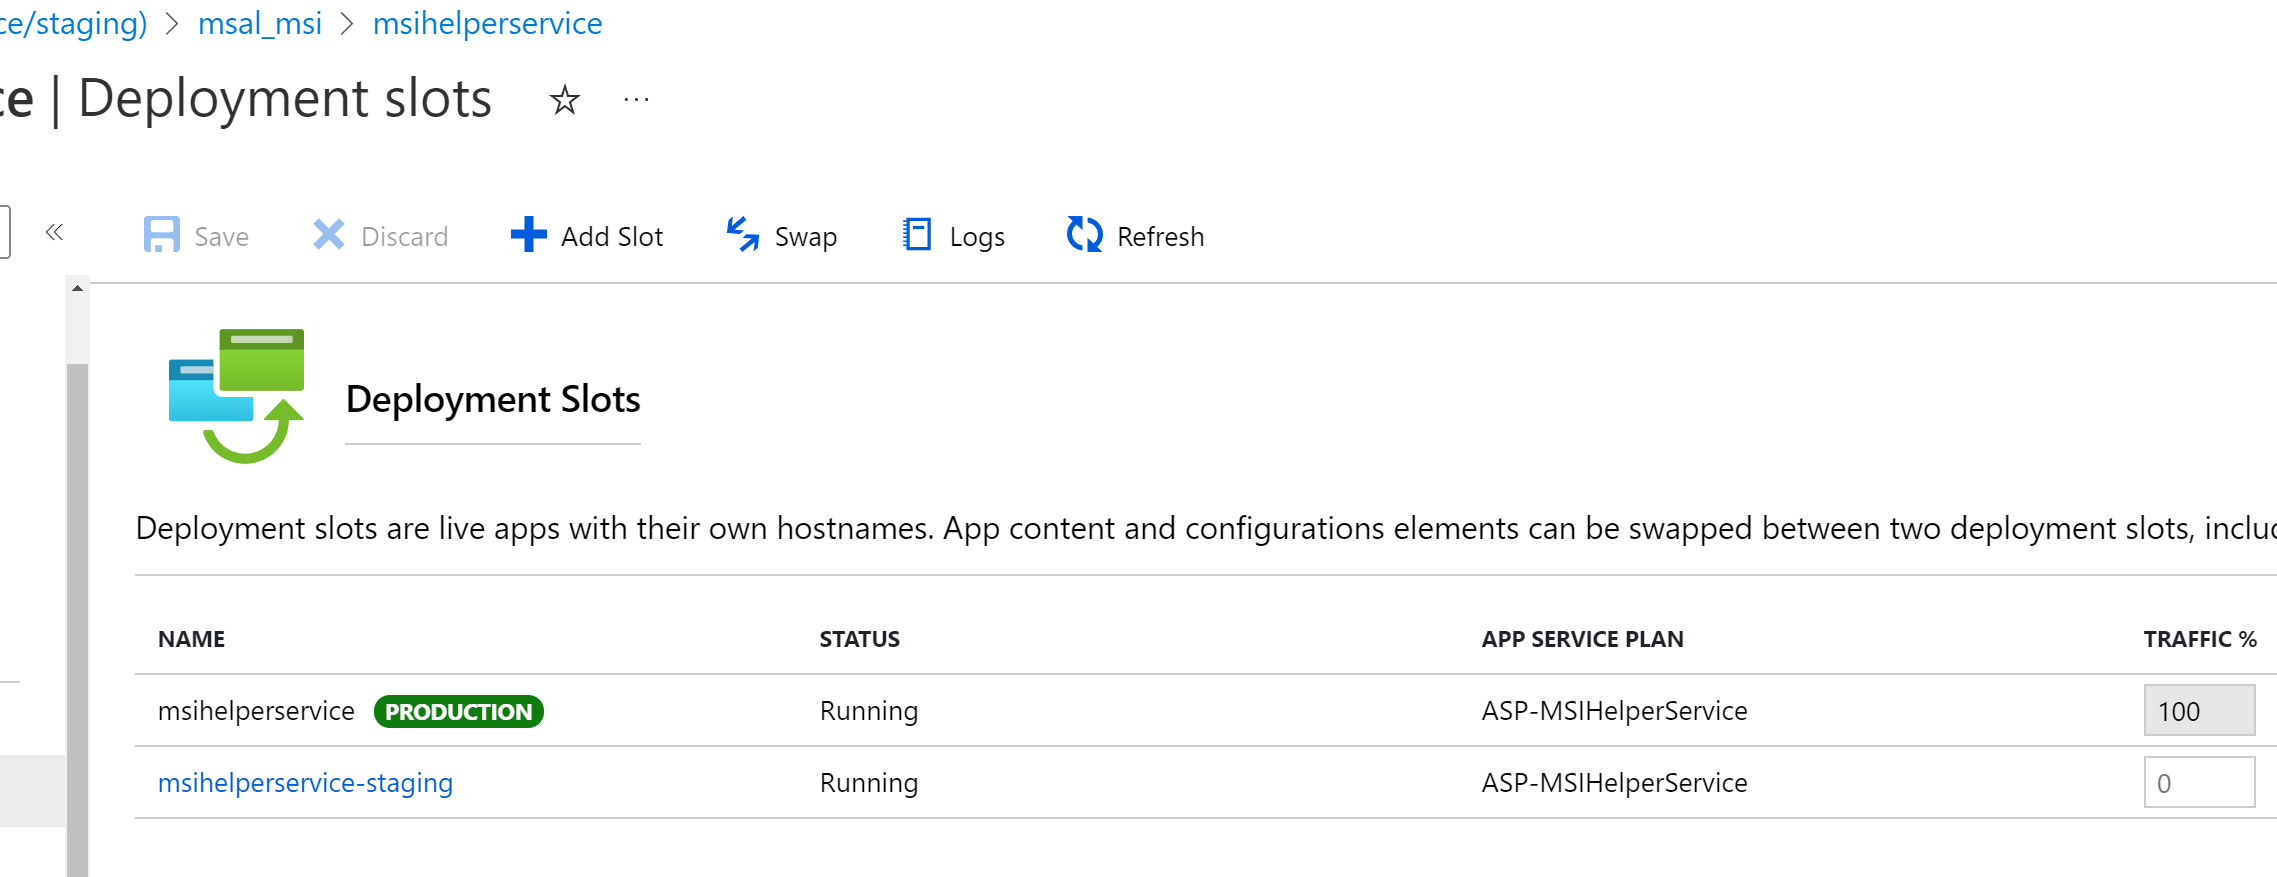 ce/staging) > msal_msi > msihelperservice
ce | Deployment slots ☆ ...
« Save Discard Add Slot Swap Logs Refresh
Deployment Slots
Deployment slots are live apps with their own hostnames. App content and configurations elements can be swapped between two deployment slots, includ
NAME STATUS APP SERVICE PLAN TRAFFIC %
msihelperservice PRODUCTION Running ASP-MSIHelperService 100
msihelperservice-staging Running ASP-MSIHelperService 0